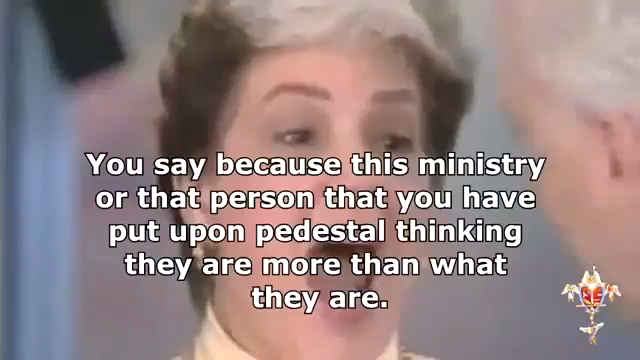 You say because this ministry
or that person that you have
put upon pedestal thinking
they are more than what
they are.